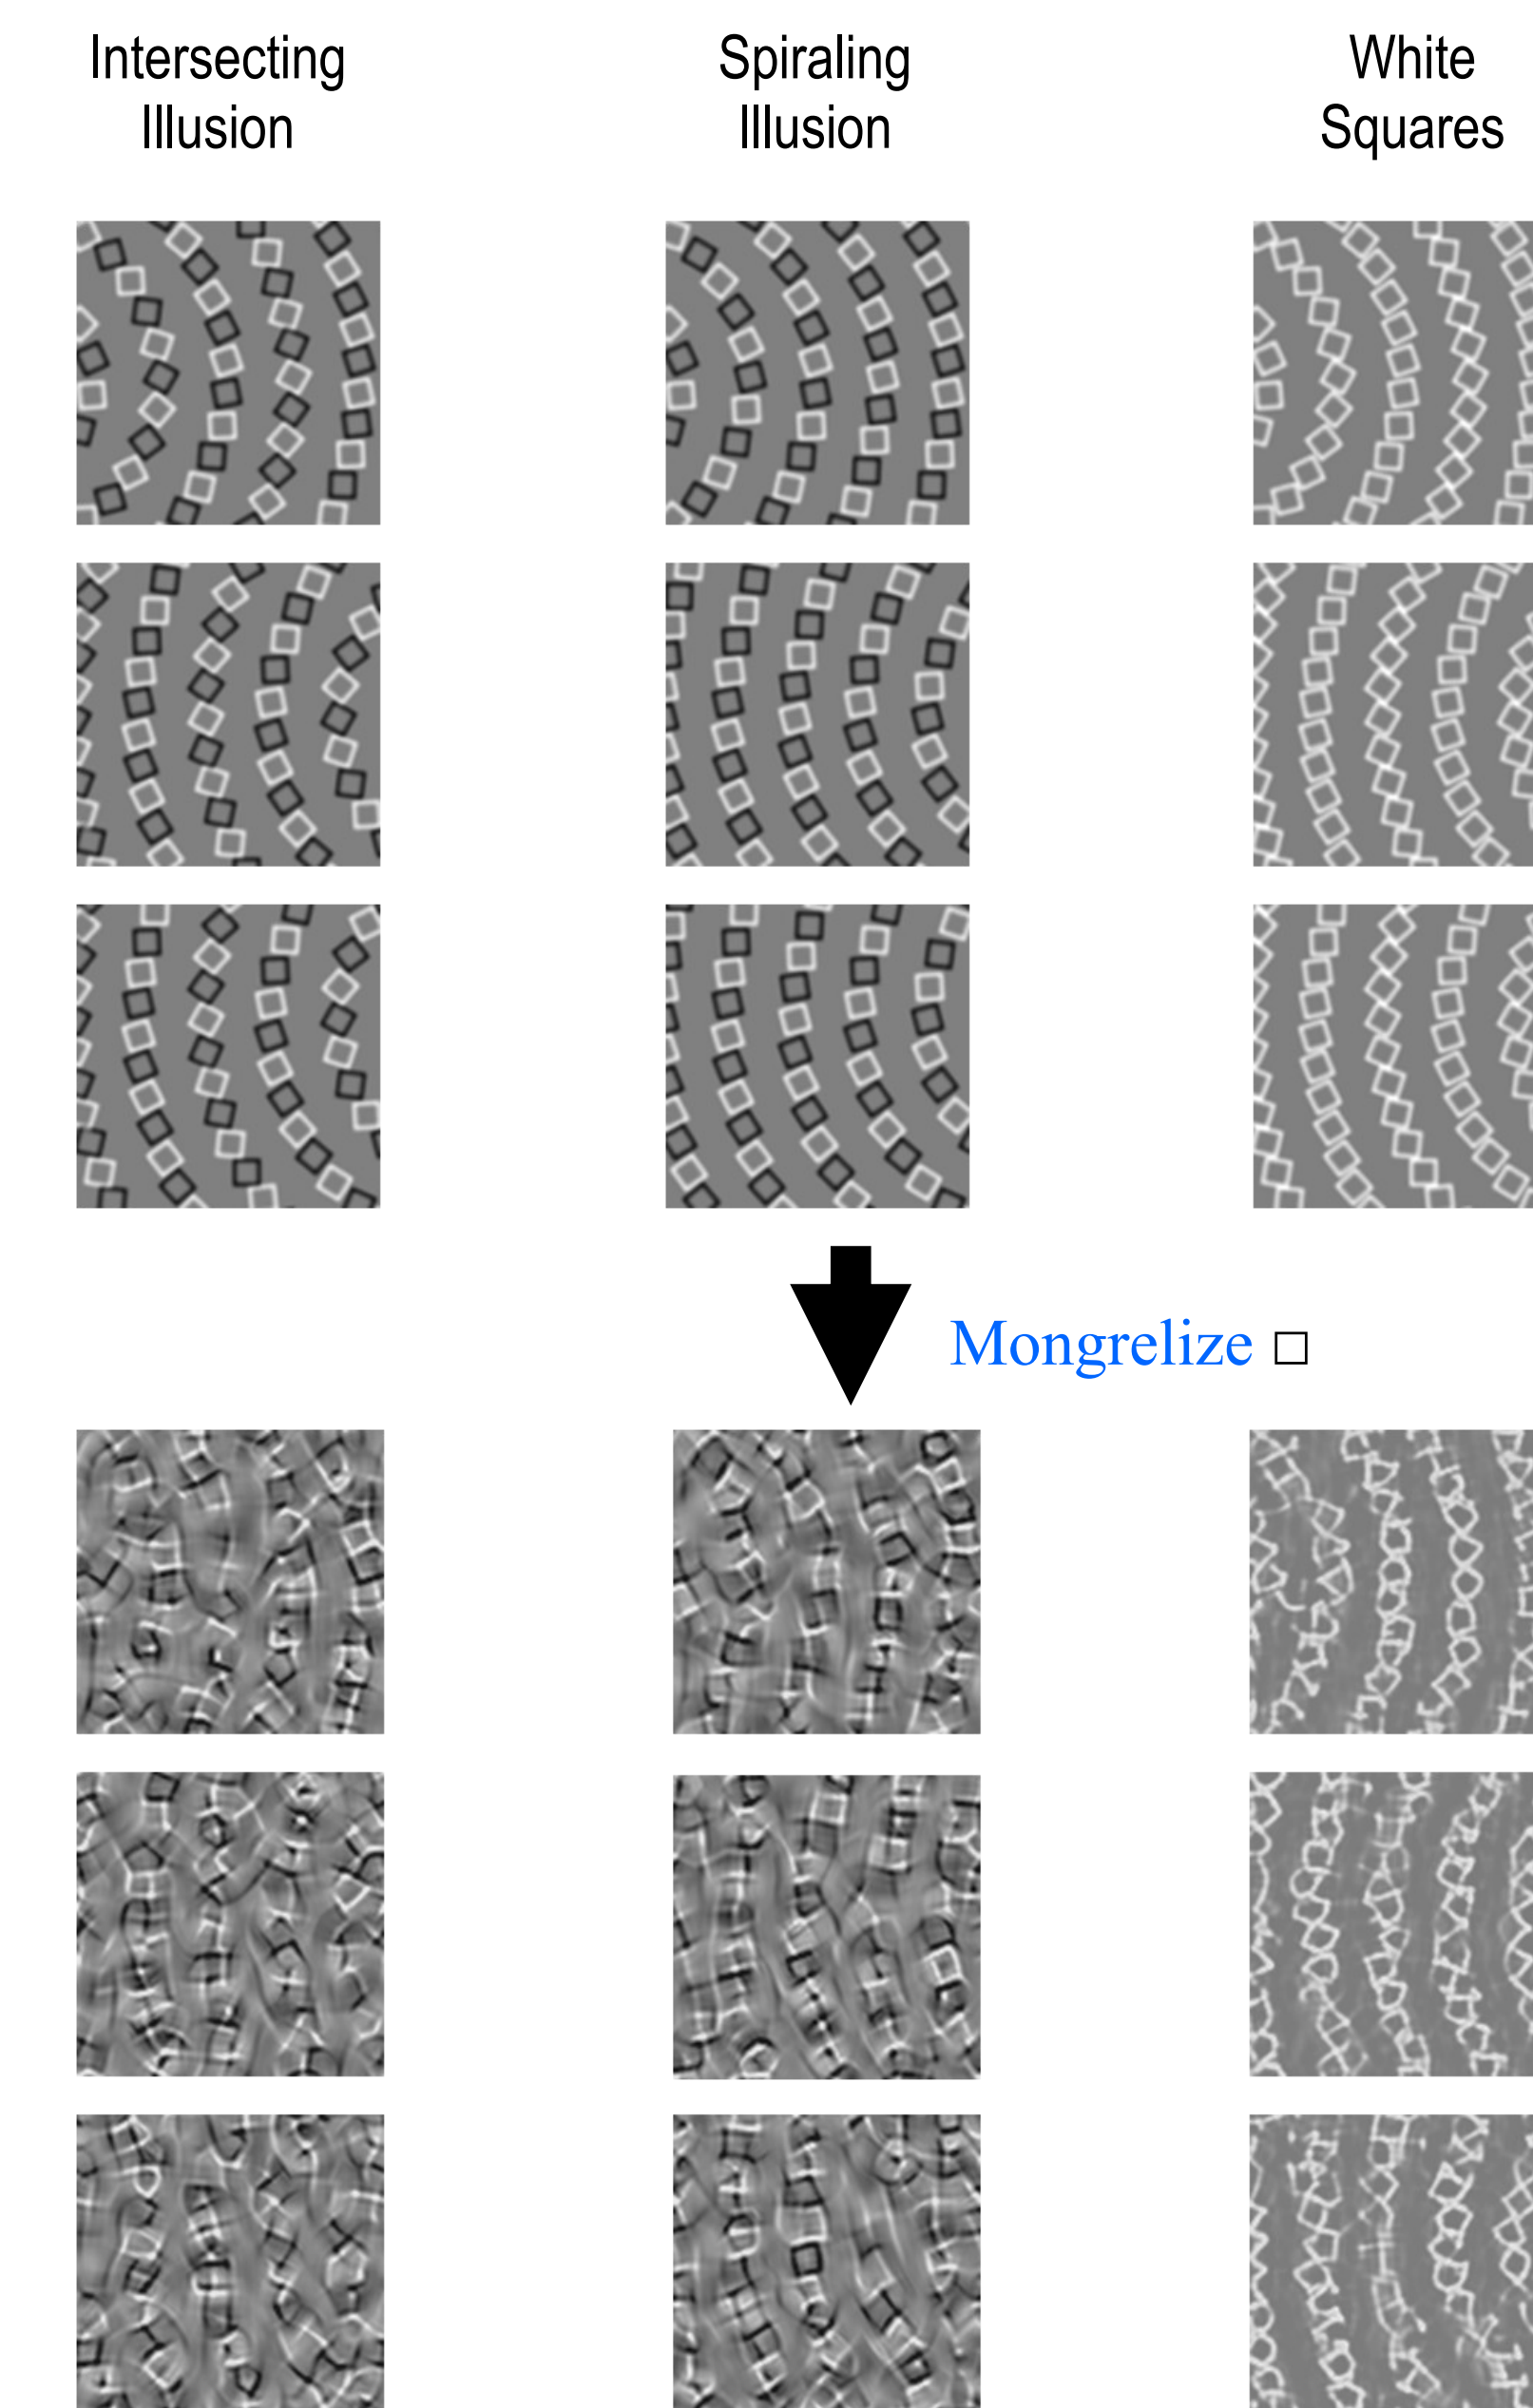 Intersecting
Illusion
Spiraling
Illusion
White
Squares
Mongrelize